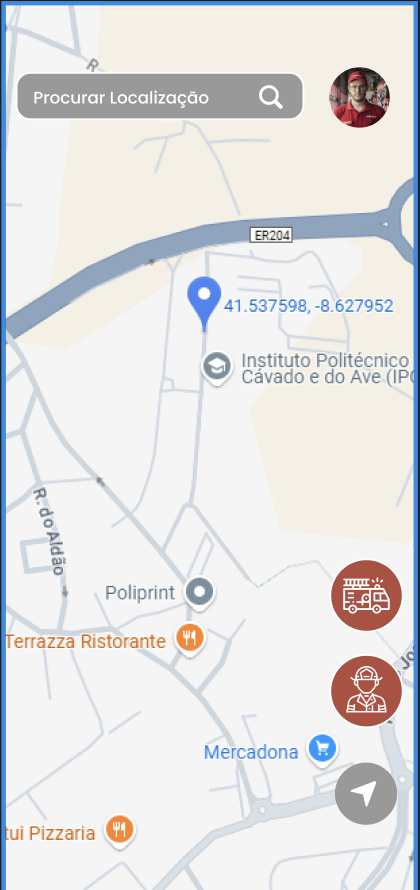 R.
Procurar Localização
ER204
41.537598, -8.627952
Instituto Politécnico
Cávado e do Ave (IPC
R. do Aldão
Poliprint
Terrazza Ristorante
Mercadona
tui Pizzaria